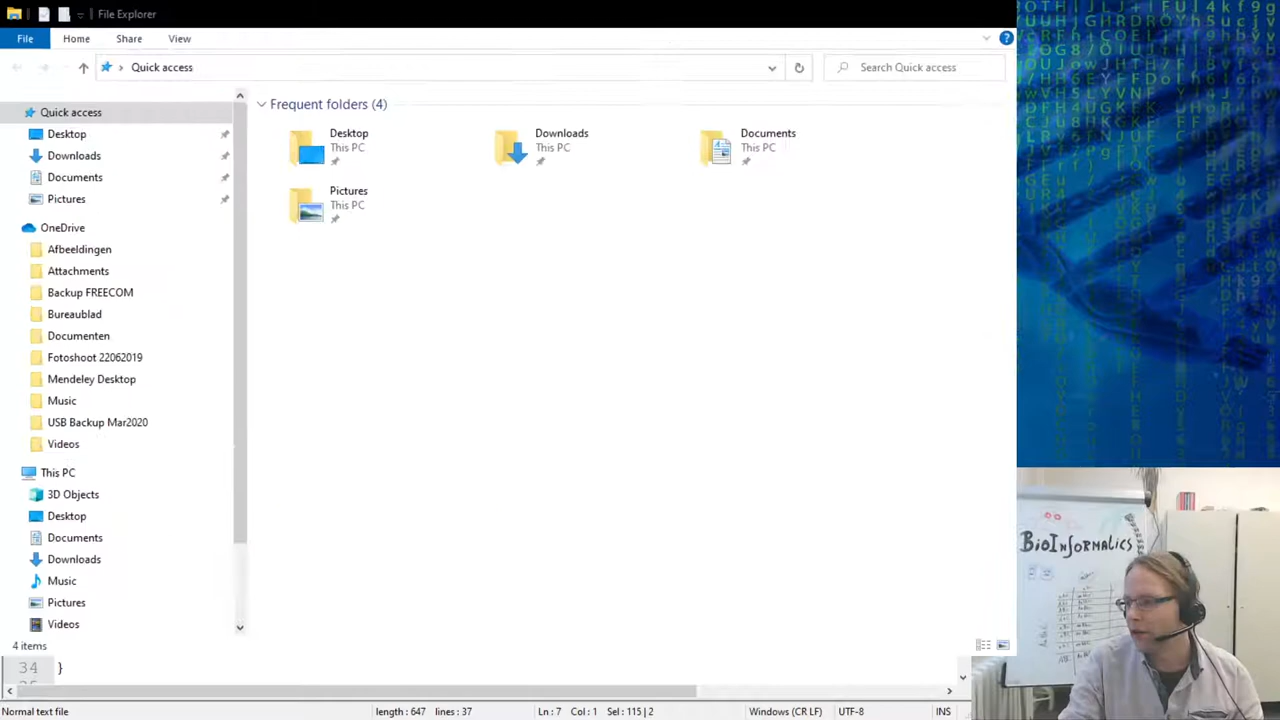 File Explorer
File Home Share View
Quick access
Search Quick access
Quick access
Desktop
Downloads
Documents
Pictures
OneDrive
Afbeeldingen
Attachments
Backup FREECOM
Bureaublad
Documenten
Fotoshoot 22062019
Mendeley Desktop
Music
USB Backup Mar2020
Videos
This PC
3D Objects
Desktop
Documents
Downloads
Music
Pictures
Videos
Frequent folders (4)
Desktop
This PC
Downloads
This PC
Documents
This PC
Pictures
This PC
4 items
34 }
Normal text file length : 647 lines : 37 Ln : 7 Col : 1 Sel : 115 | 2 Windows (CR LF) UTF-8 INS
BioInformatics